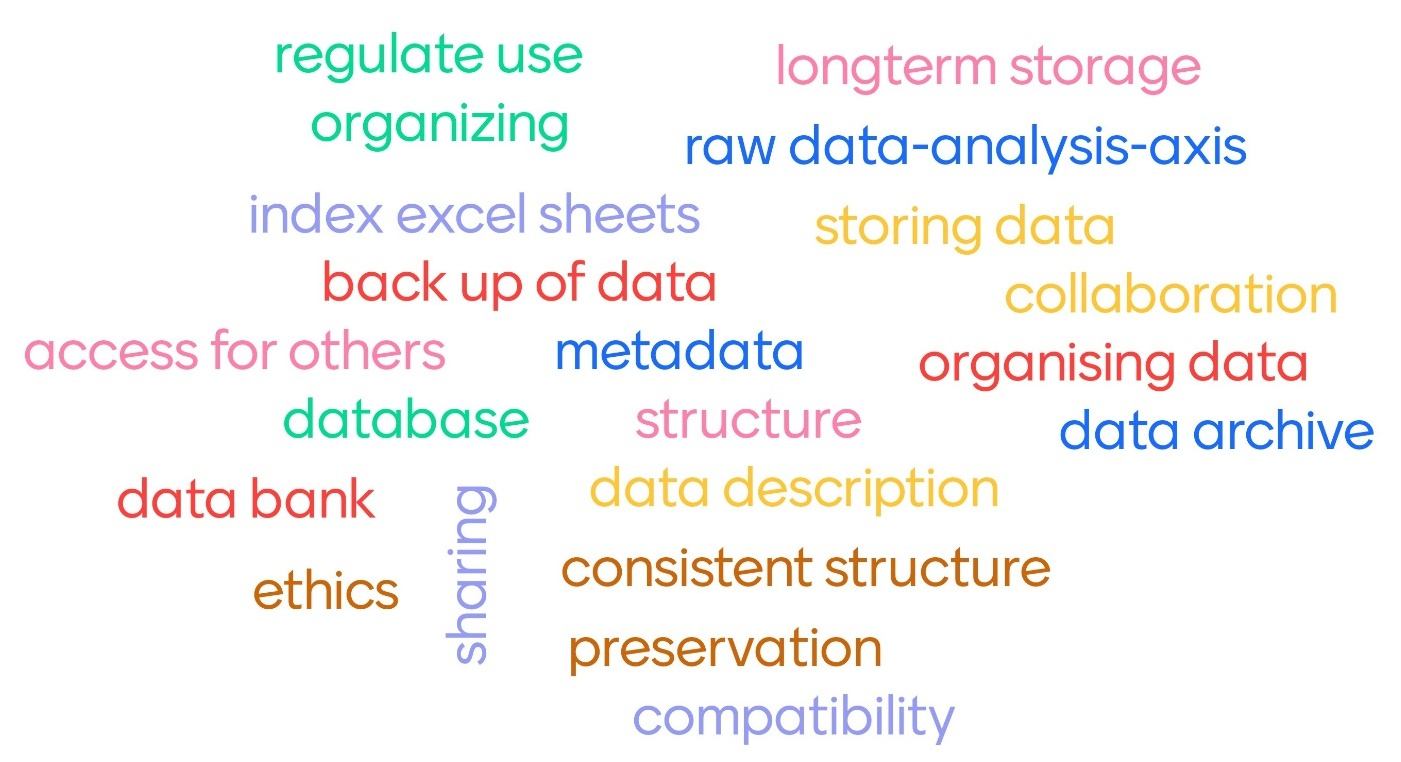 regulate use
longterm storage
organizing
raw data-analysis-axis
index excel sheets
storing data
back up of data
collaboration
access for others
metadata
organising data
database
structure
data archive
data bank
sharing
data description
ethics
consistent structure
preservation
compatibility